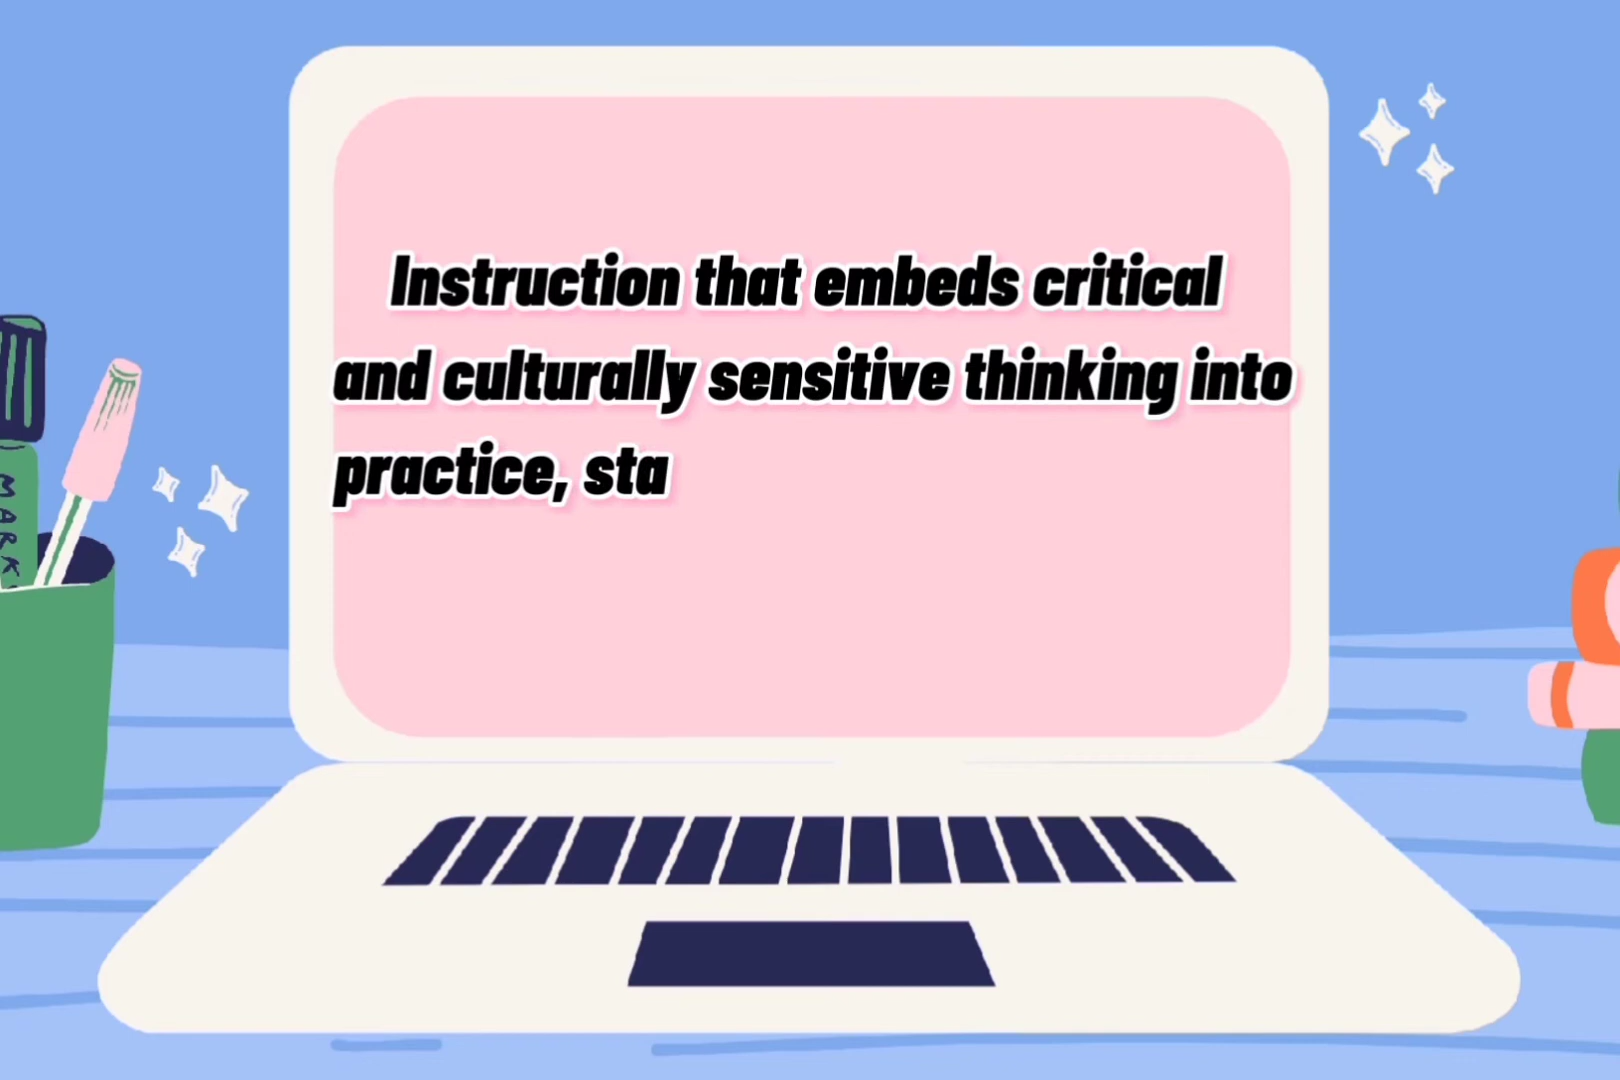 Instruction that embeds critical
and culturally sensitive thinking into
practice, sta
MARK